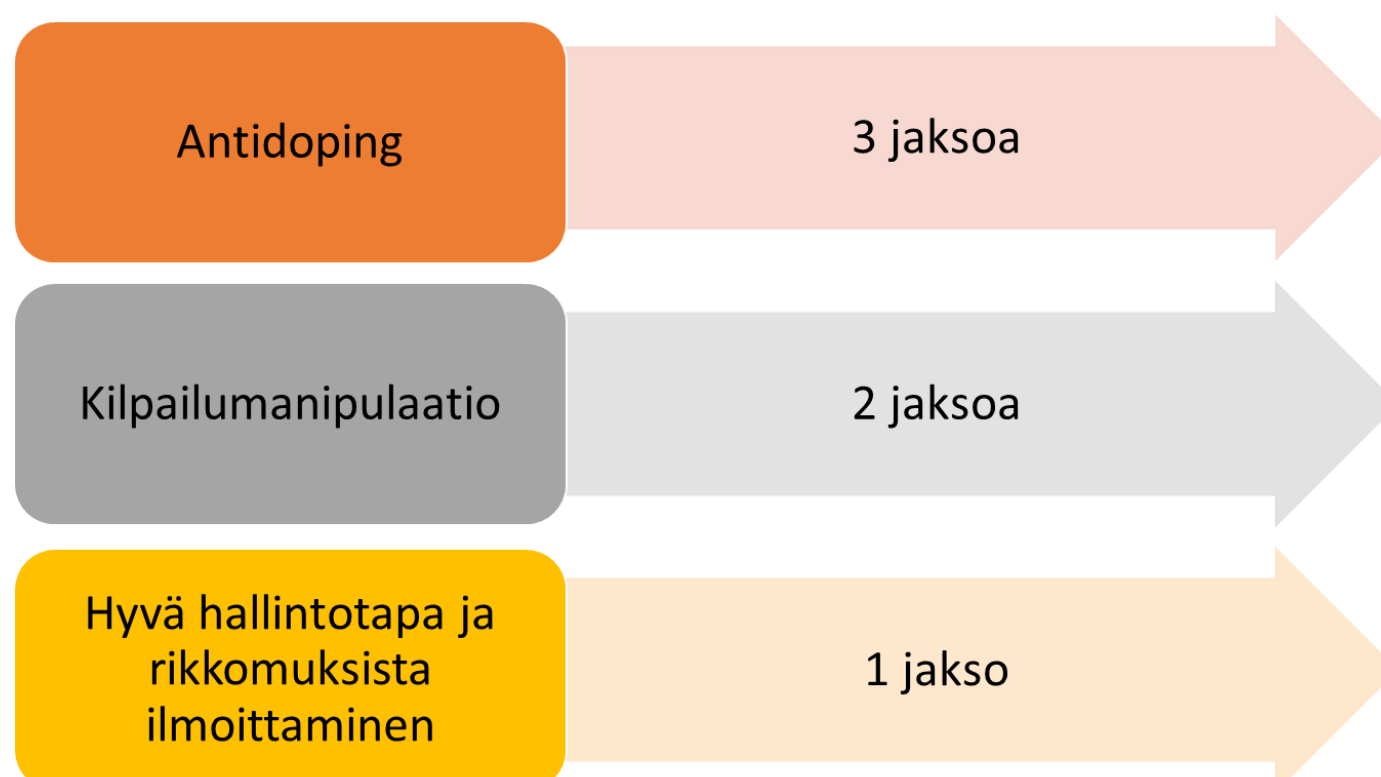 Antidoping
3 jaksoa
Kilpailumanipulaatio
2 jaksoa
Hyvä hallintotapa ja
rikkomuksista
ilmoittaminen
1 jakso